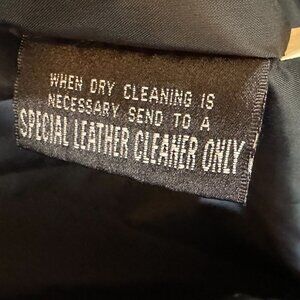 WHEN DRY CLEANING IS
NECESSARY SEND TO A
SPECIAL LEATHER CLEANER ONLY